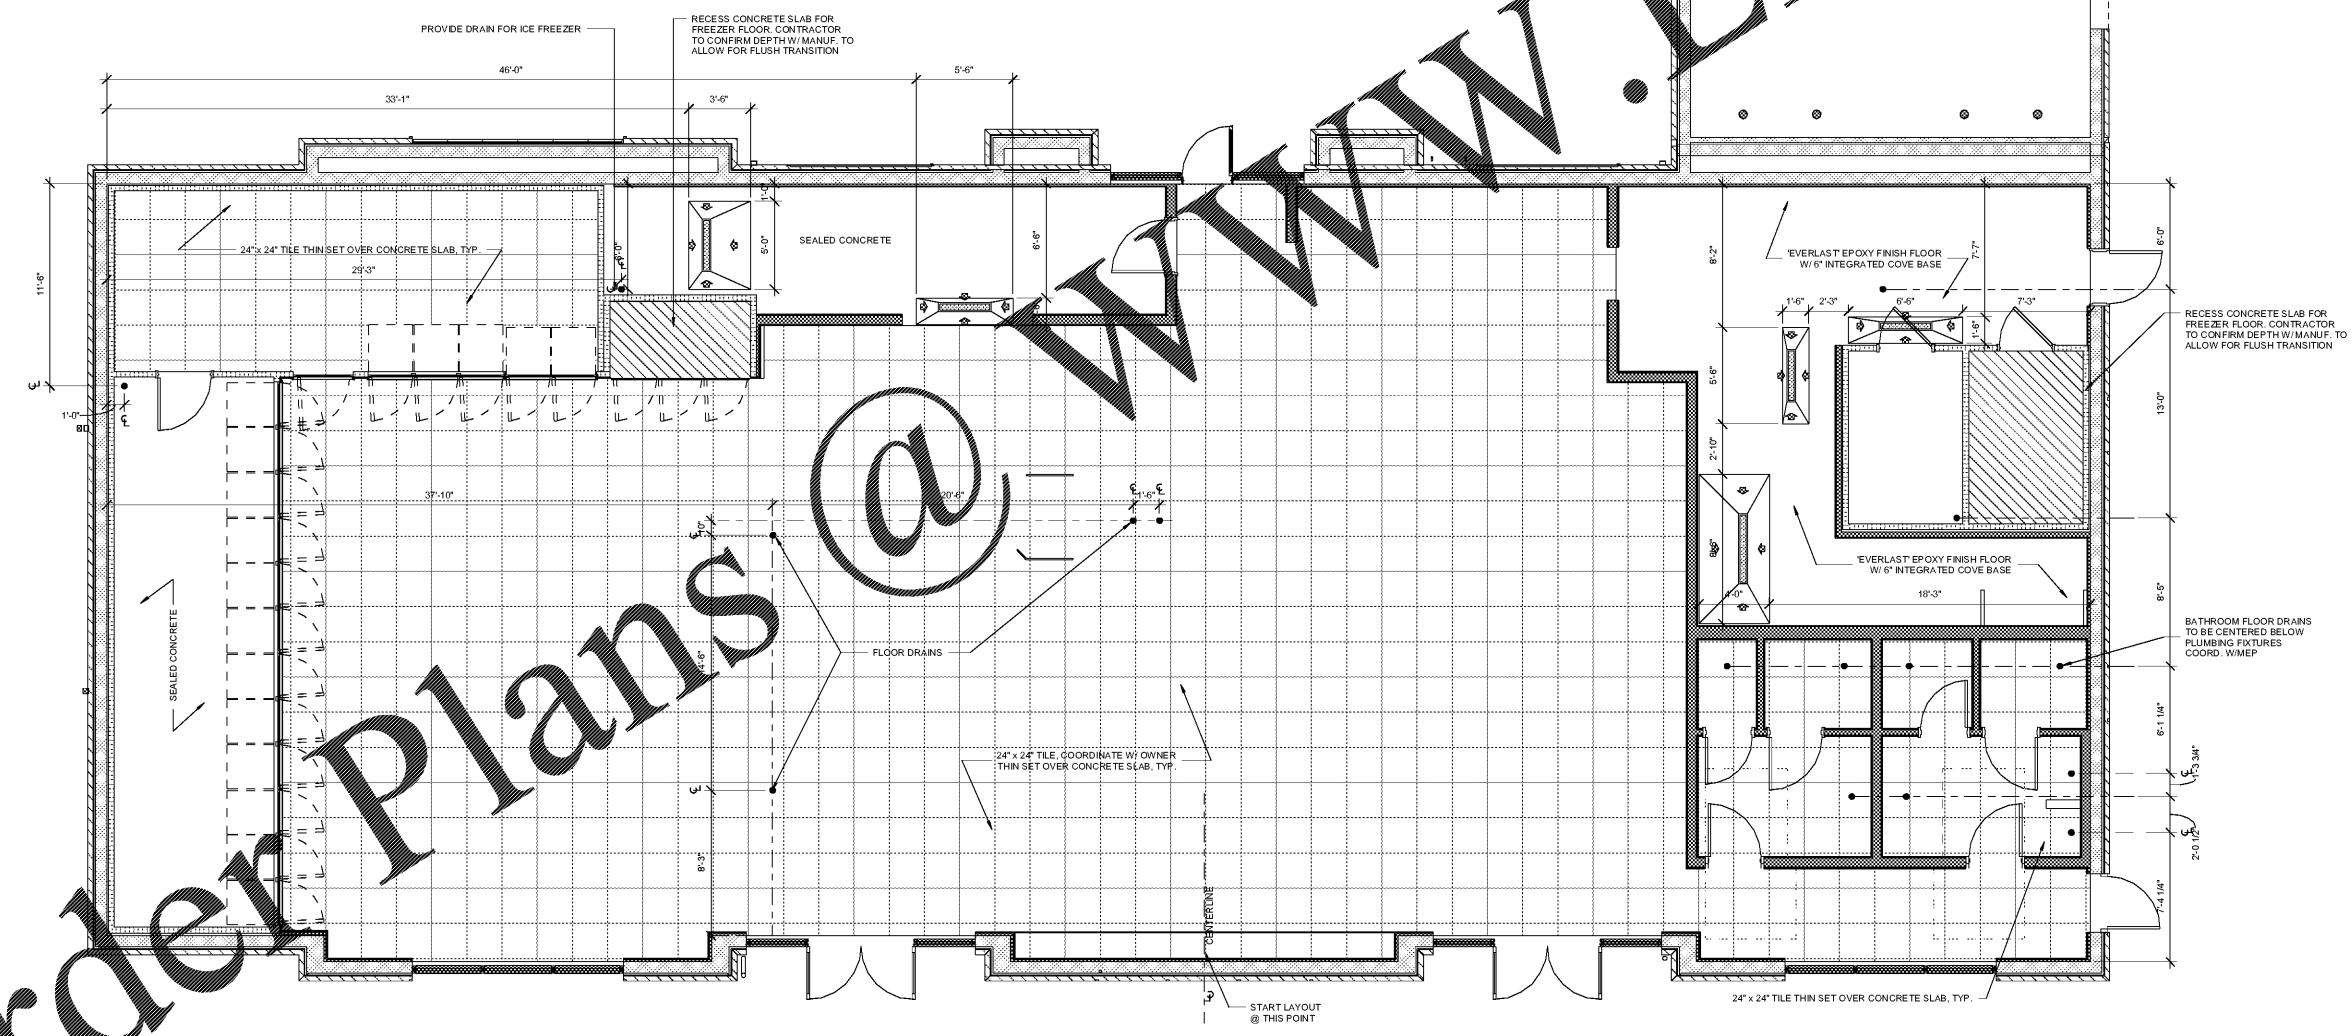 PROVIDE DRAIN FOR ICE FREEZER
RECESS CONCRETE SLAB FOR
FREEZER FLOOR. CONTRACTOR
TO CONFIRM DEPTH W/ MANUF. TO
ALLOW FOR FLUSH TRANSITION
46'-0"
5'-6"
33'-1"
3'-6"
11'-6"
24" x 24" TILE THIN SET OVER CONCRETE SLAB, TYP.
29'-3"
1'-0"
5'-0"
SEALED CONCRETE
6'-6"
8'-2"
'EVERLAST' EPOXY FINISH FLOOR
W/ 6" INTEGRATED COVE BASE
7'-7"
6'-0"
1'-6"
2'-3"
6'-6"
7'-3"
1'-6"
RECESS CONCRETE SLAB FOR
FREEZER FLOOR. CONTRACTOR
TO CONFIRM DEPTH W/ MANUF. TO
ALLOW FOR FLUSH TRANSITION
5'-6"
13'-0"
1'-0"
2'-10"
37'-10"
20'-6"
1'-6"
'EVERLAST' EPOXY FINISH FLOOR
W/ 6" INTEGRATED COVE BASE
4'-0"
18'-3"
8'-5"
SEALED CONCRETE
FLOOR DRAINS
BATHROOM FLOOR DRAINS
TO BE CENTERED BELOW
PLUMBING FIXTURES
COORD. W/MEP
6'-1 1/4"
1'-3 3/4"
24" x 24" TILE, COORDINATE W/ OWNER
THIN SET OVER CONCRETE SLAB, TYP.
8'-3"
2'-0 1/2"
7'-4 1/4"
CENTERLINE
24" x 24" TILE THIN SET OVER CONCRETE SLAB, TYP.
START LAYOUT
@ THIS POINT
rder Plans @ www.